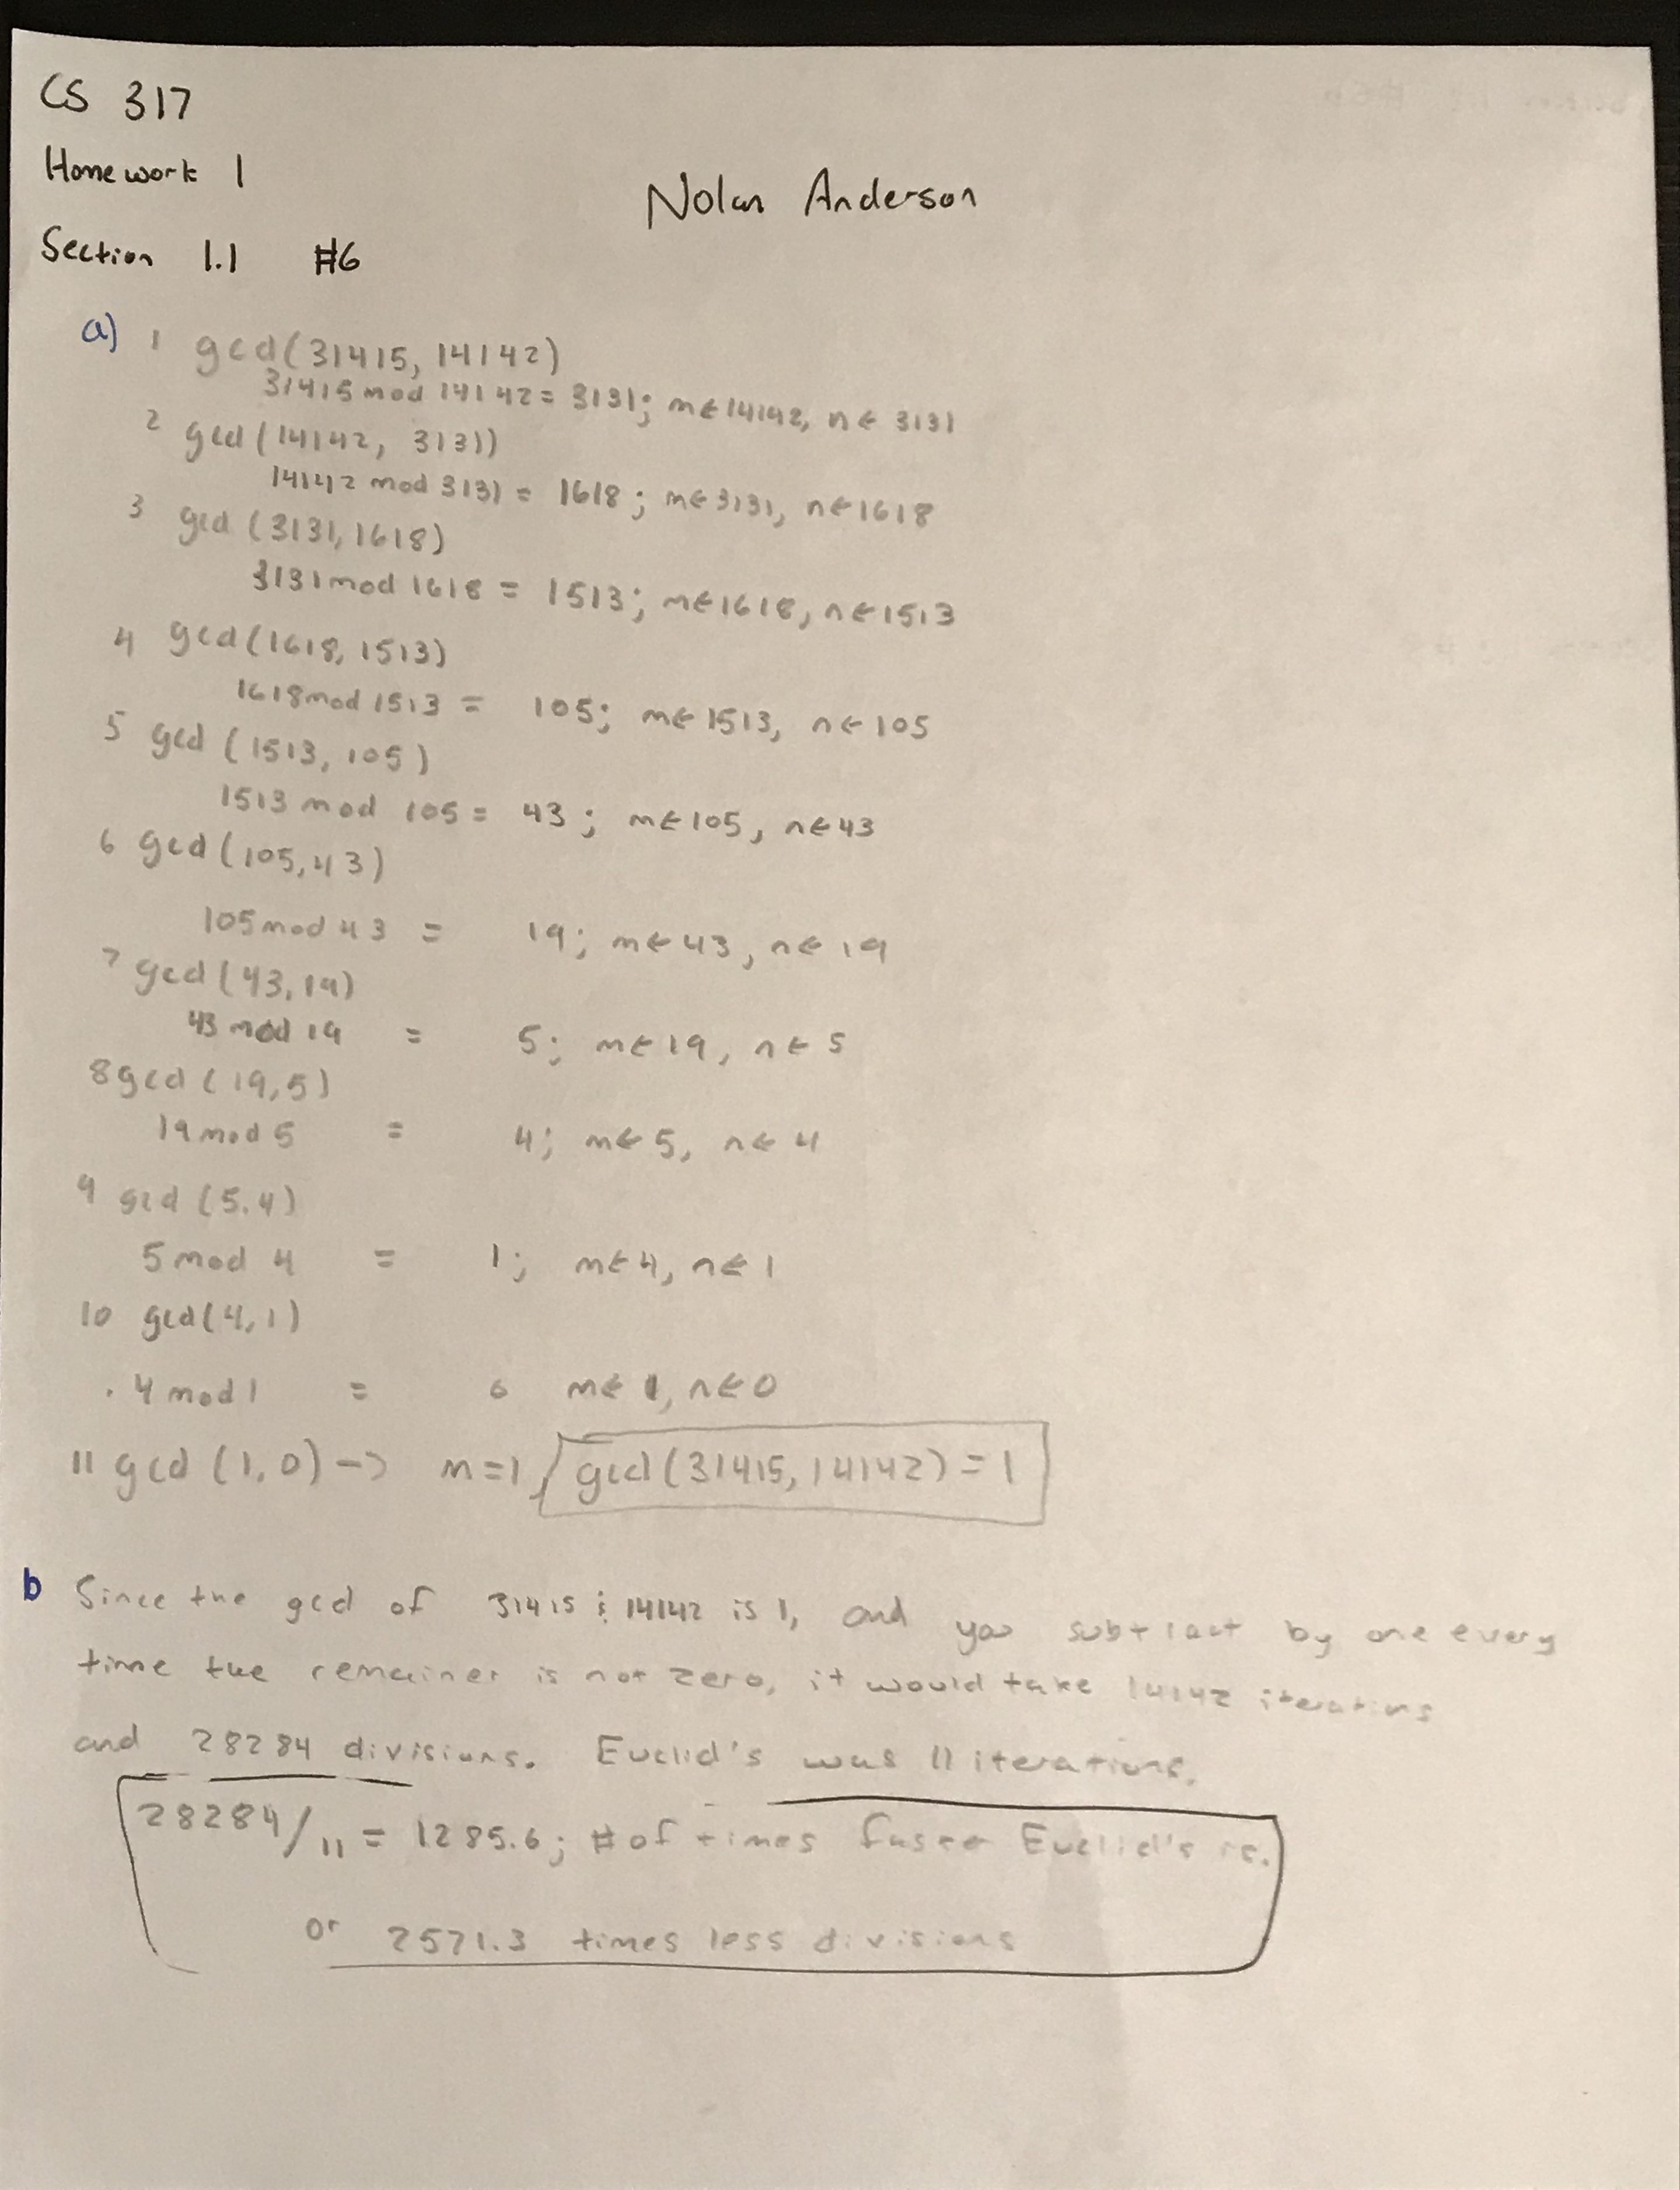 CS 317
Homework 1
Nolan Anderson
Section 1.1 #6
a) 1 gcd(31415, 14142)
31415 mod 14142 = 3131; m←14142, n← 3131
2 gcd(14142, 3131)
14142 mod 3131 = 1618; m←3131, n←1618
3 gcd (3131,1618)
3131 mod 1618 = 1513; m←1618, n←1513
4 gcd(1618, 1513)
1618 mod 1513 = 105; m←1513, n←105
5 gcd (1513, 105)
1513 mod 105 = 43; m←105, n←43
6 gcd(105,43)
105 mod 43 = 19; m←43, n← 19
7 gcd(43,19)
43 mod 19 = 5; m←19, n←5
8 gcd (19,5)
19 mod 5 = 4; m←5, n←4
9 gcd (5.4)
5 mod 4 = 1; m←4, n←1
10 gcd(4,1)
4 mod 1 = 0 m←1, n←0
11 gcd (1,0) -> m=1, gcd(31415, 14142) = 1
b Since the gcd of 31415 & 14142 is 1, and you subtract by one every
time the remainer is not zero, it would take 14142 iterations
and 28284 divisions. Euclid's was 11 iterations.
28284/11 = 1285.6; # of times faster Euclid's is.
or 2571.3 times less divisions